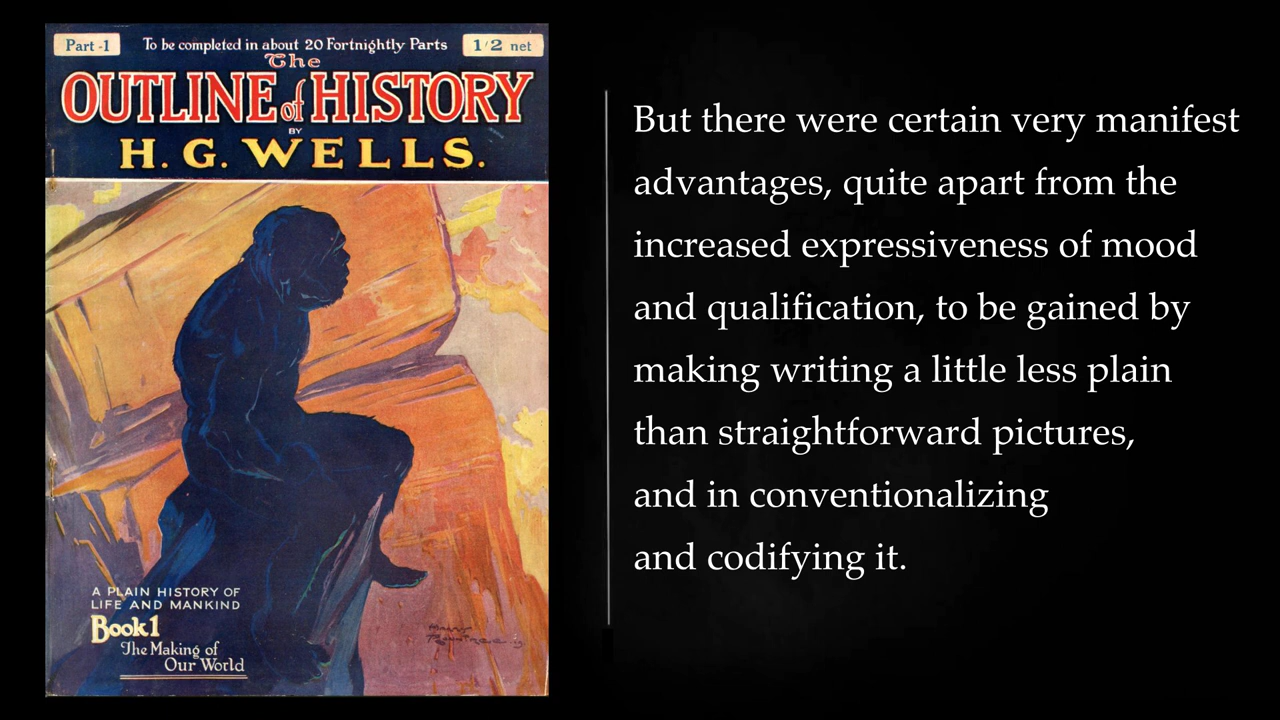 Part -1
To be completed in about 20 Fortnightly Parts
1/2 net
The
OUTLINE of HISTORY
BY
H. G. WELLS.
A PLAIN HISTORY OF
LIFE AND MANKIND
Book 1
The Making of
Our World
But there were certain very manifest
advantages, quite apart from the
increased expressiveness of mood
and qualification, to be gained by
making writing a little less plain
than straightforward pictures,
and in conventionalizing
and codifying it.